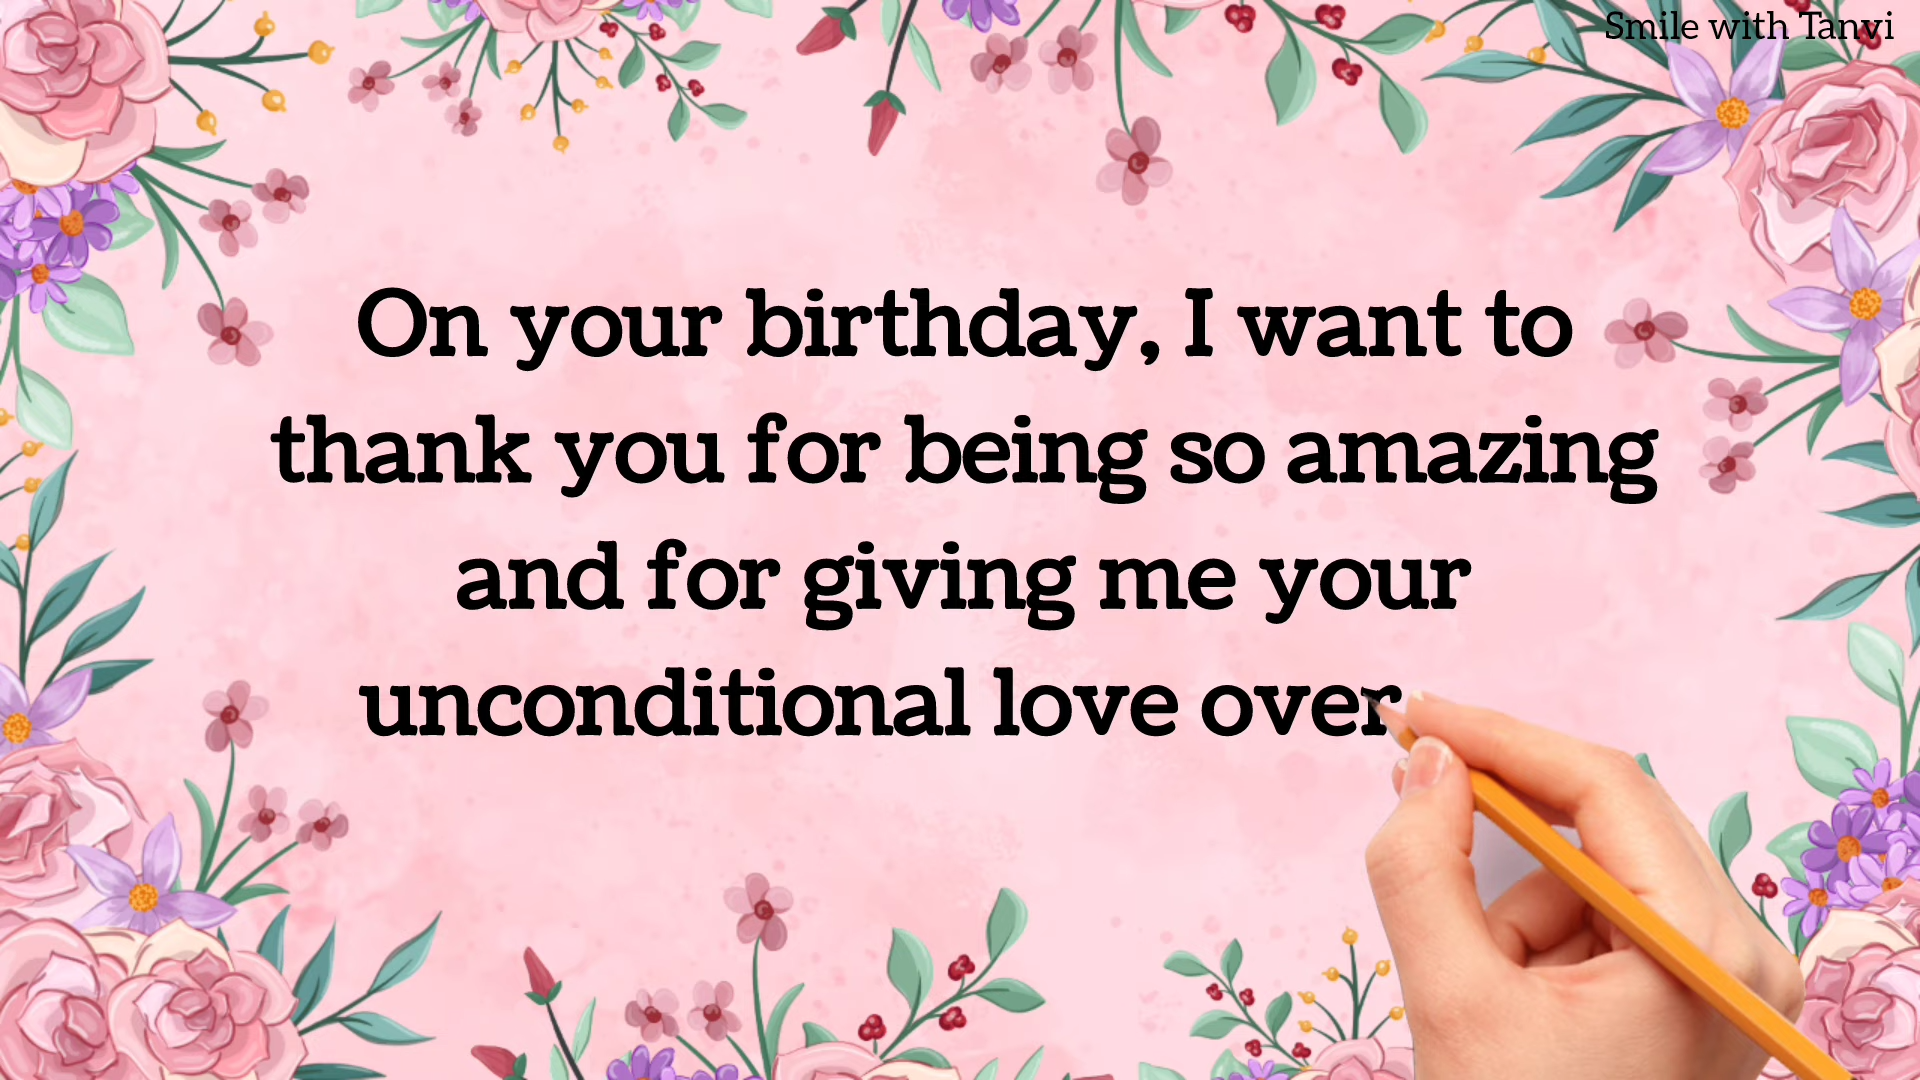 Smile with Tanvi
On your birthday, I want to
thank you for being so amazing
and for giving me your
unconditional love over